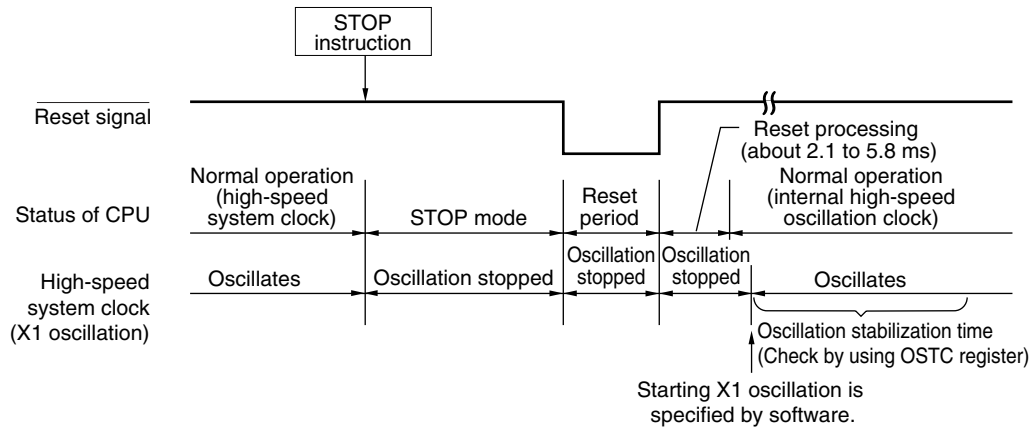 STOP
instruction
Reset signal
Reset processing
(about 2.1 to 5.8 ms)
Status of CPU
Normal operation
(high-speed
system clock)
STOP mode
Reset
period
Normal operation
(internal high-speed
oscillation clock)
High-speed
system clock
(X1 oscillation)
Oscillates
Oscillation stopped
Oscillation
stopped
Oscillation
stopped
Oscillates
Oscillation stabilization time
(Check by using OSTC register)
Starting X1 oscillation is
specified by software.